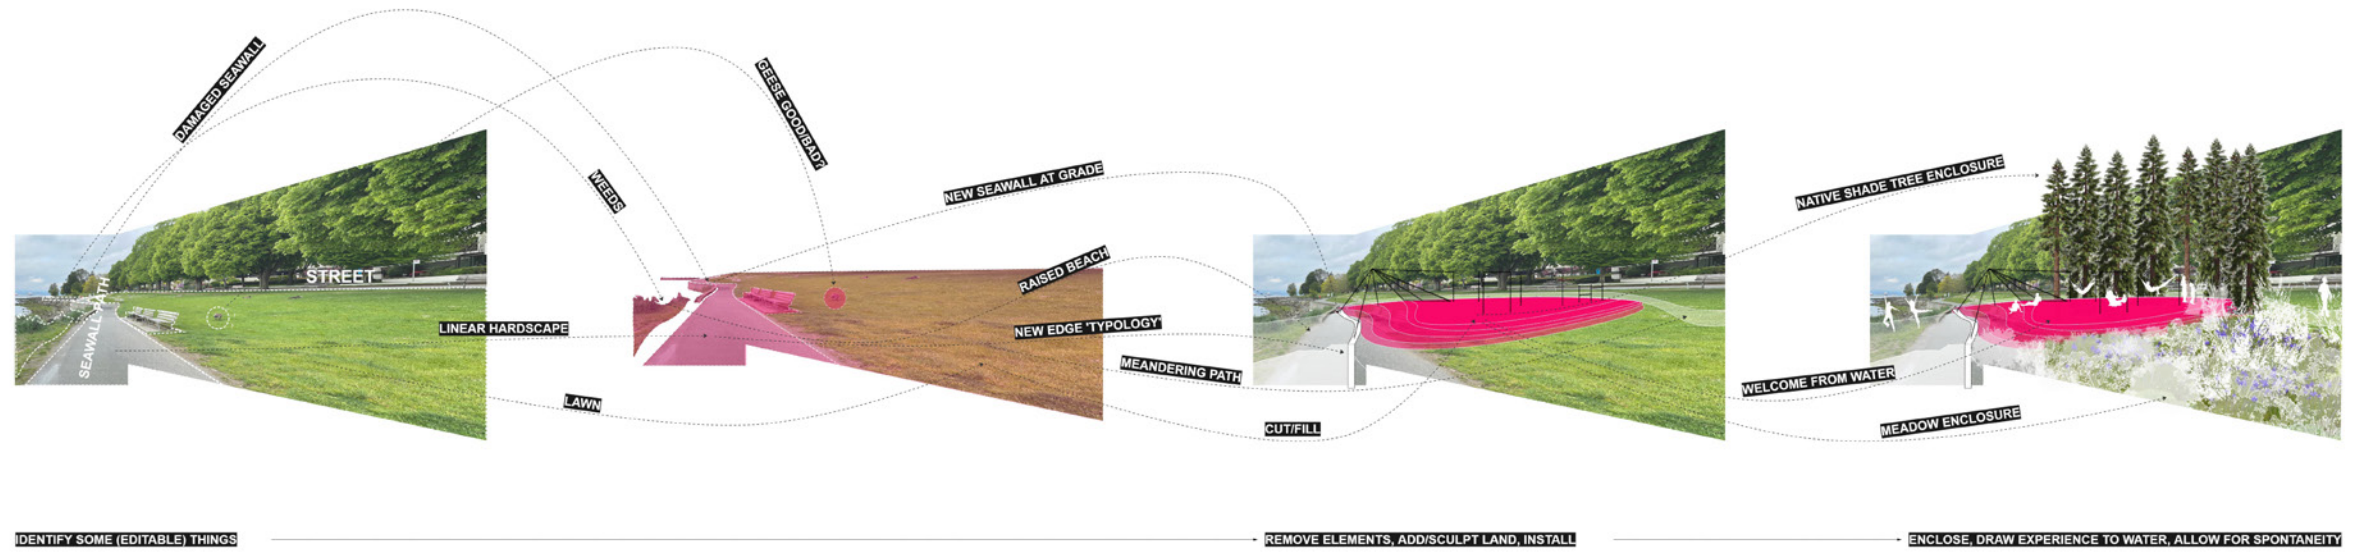 DAMAGED SEAWALL
SEAWALL PATH
STREET
LINEAR HARDSCAPE
LAWN
WEEDS
GEESE GOOD/BAD?
NEW SEAWALL AT GRADE
RAISED BEACH
NEW EDGE 'TYPOLOGY'
MEANDERING PATH
CUT/FILL
NATIVE SHADE TREE ENCLOSURE
WELCOME FROM WATER
MEADOW ENCLOSURE
IDENTIFY SOME (EDITABLE) THINGS
REMOVE ELEMENTS, ADD/SCULPT LAND, INSTALL
ENCLOSE, DRAW EXPERIENCE TO WATER, ALLOW FOR SPONTANEITY